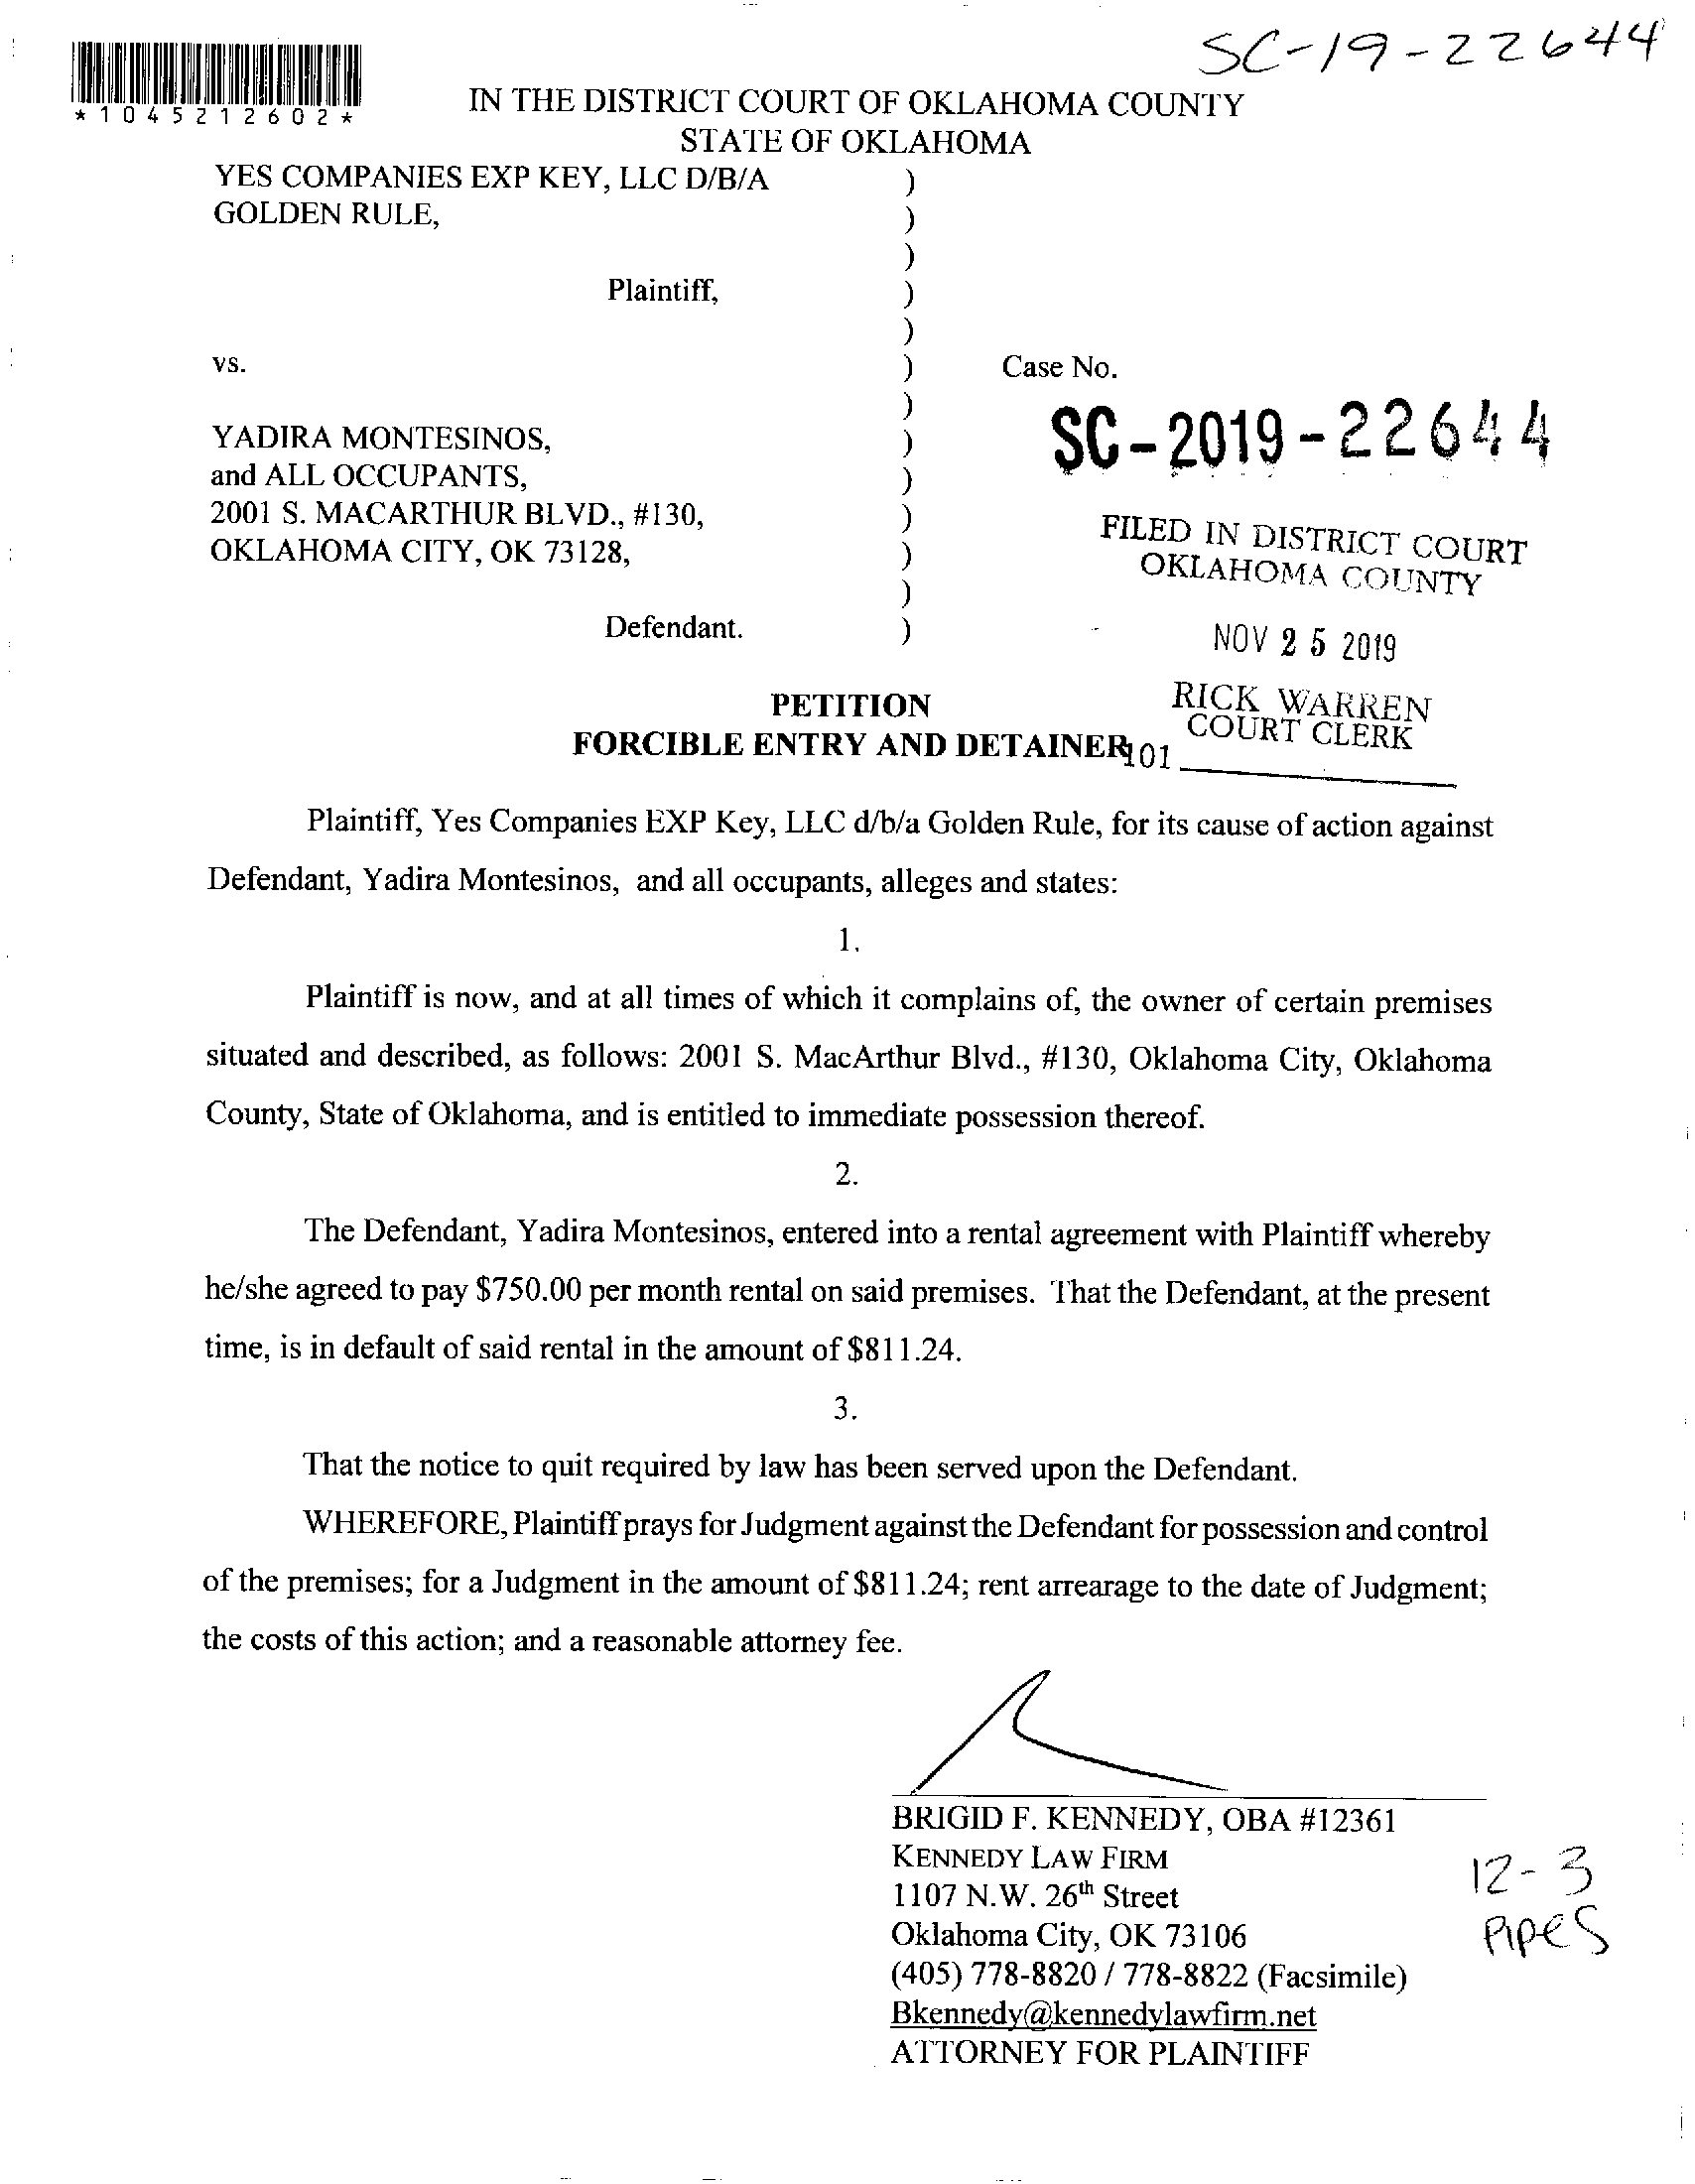 SC-19-22644
*1045212602*
IN THE DISTRICT COURT OF OKLAHOMA COUNTY
STATE OF OKLAHOMA
YES COMPANIES EXP KEY, LLC D/B/A )
GOLDEN RULE, )
)
Plaintiff, )
)
vs. ) Case No.
)
SC-2019-22644
YADIRA MONTESINOS, )
and ALL OCCUPANTS, )
2001 S. MACARTHUR BLVD., #130, )
OKLAHOMA CITY, OK 73128, )
)
Defendant. )
FILED IN DISTRICT COURT
OKLAHOMA COUNTY
NOV 25 2019
RICK WARREN
COURT CLERK
101
PETITION
FORCIBLE ENTRY AND DETAINER
Plaintiff, Yes Companies EXP Key, LLC d/b/a Golden Rule, for its cause of action against
Defendant, Yadira Montesinos, and all occupants, alleges and states:
1.
Plaintiff is now, and at all times of which it complains of, the owner of certain premises
situated and described, as follows: 2001 S. MacArthur Blvd., #130, Oklahoma City, Oklahoma
County, State of Oklahoma, and is entitled to immediate possession thereof.
2.
The Defendant, Yadira Montesinos, entered into a rental agreement with Plaintiff whereby
he/she agreed to pay $750.00 per month rental on said premises. That the Defendant, at the present
time, is in default of said rental in the amount of $811.24.
3.
That the notice to quit required by law has been served upon the Defendant.
WHEREFORE, Plaintiff prays for Judgment against the Defendant for possession and control
of the premises; for a Judgment in the amount of $811.24; rent arrearage to the date of Judgment;
the costs of this action; and a reasonable attorney fee.
BRIGID F. KENNEDY, OBA #12361
KENNEDY LAW FIRM
1107 N.W. 26th Street
Oklahoma City, OK 73106
(405) 778-8820 / 778-8822 (Facsimile)
Bkennedy@kennedylawfirm.net
ATTORNEY FOR PLAINTIFF
12-3
Pipes